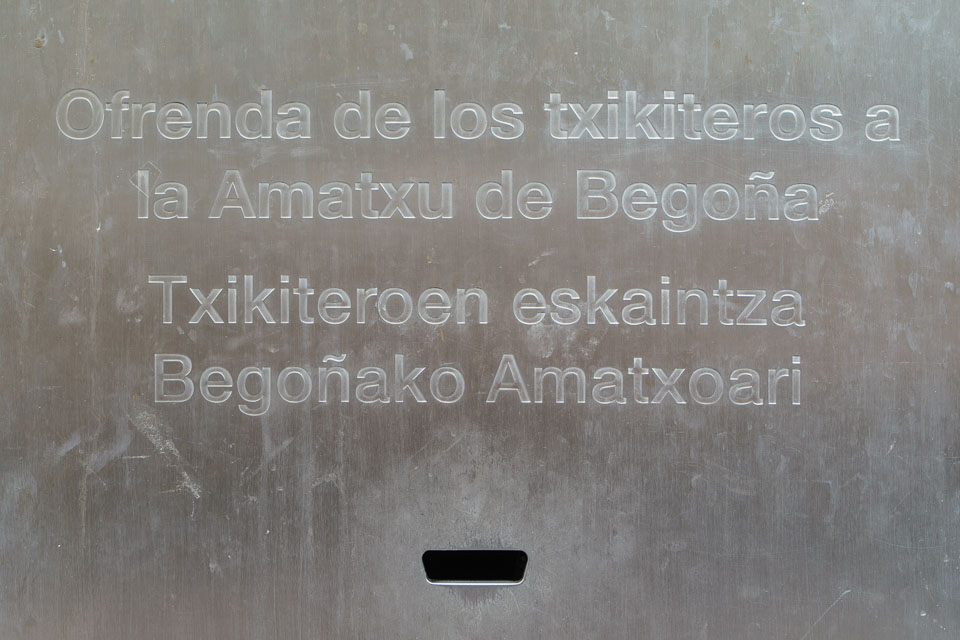 Ofrenda de los txikiteros a
la Amatxu de Begoña
Txikiteroen eskaintza
Begoñako Amatxoari